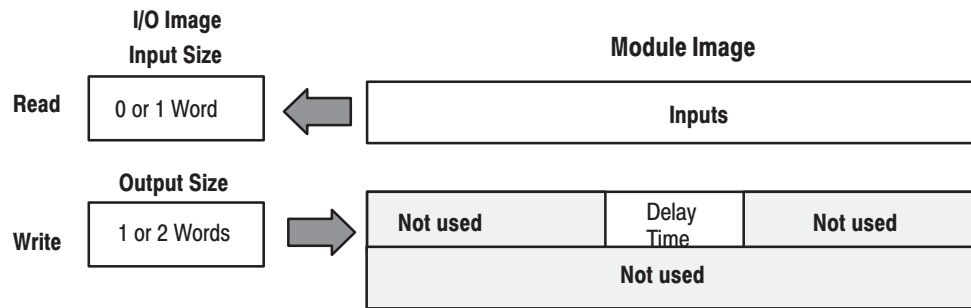 I/O Image
Input Size
Module Image
Read
0 or 1 Word
Inputs
Output Size
Write
1 or 2 Words
Not used
Delay
Time
Not used
Not used